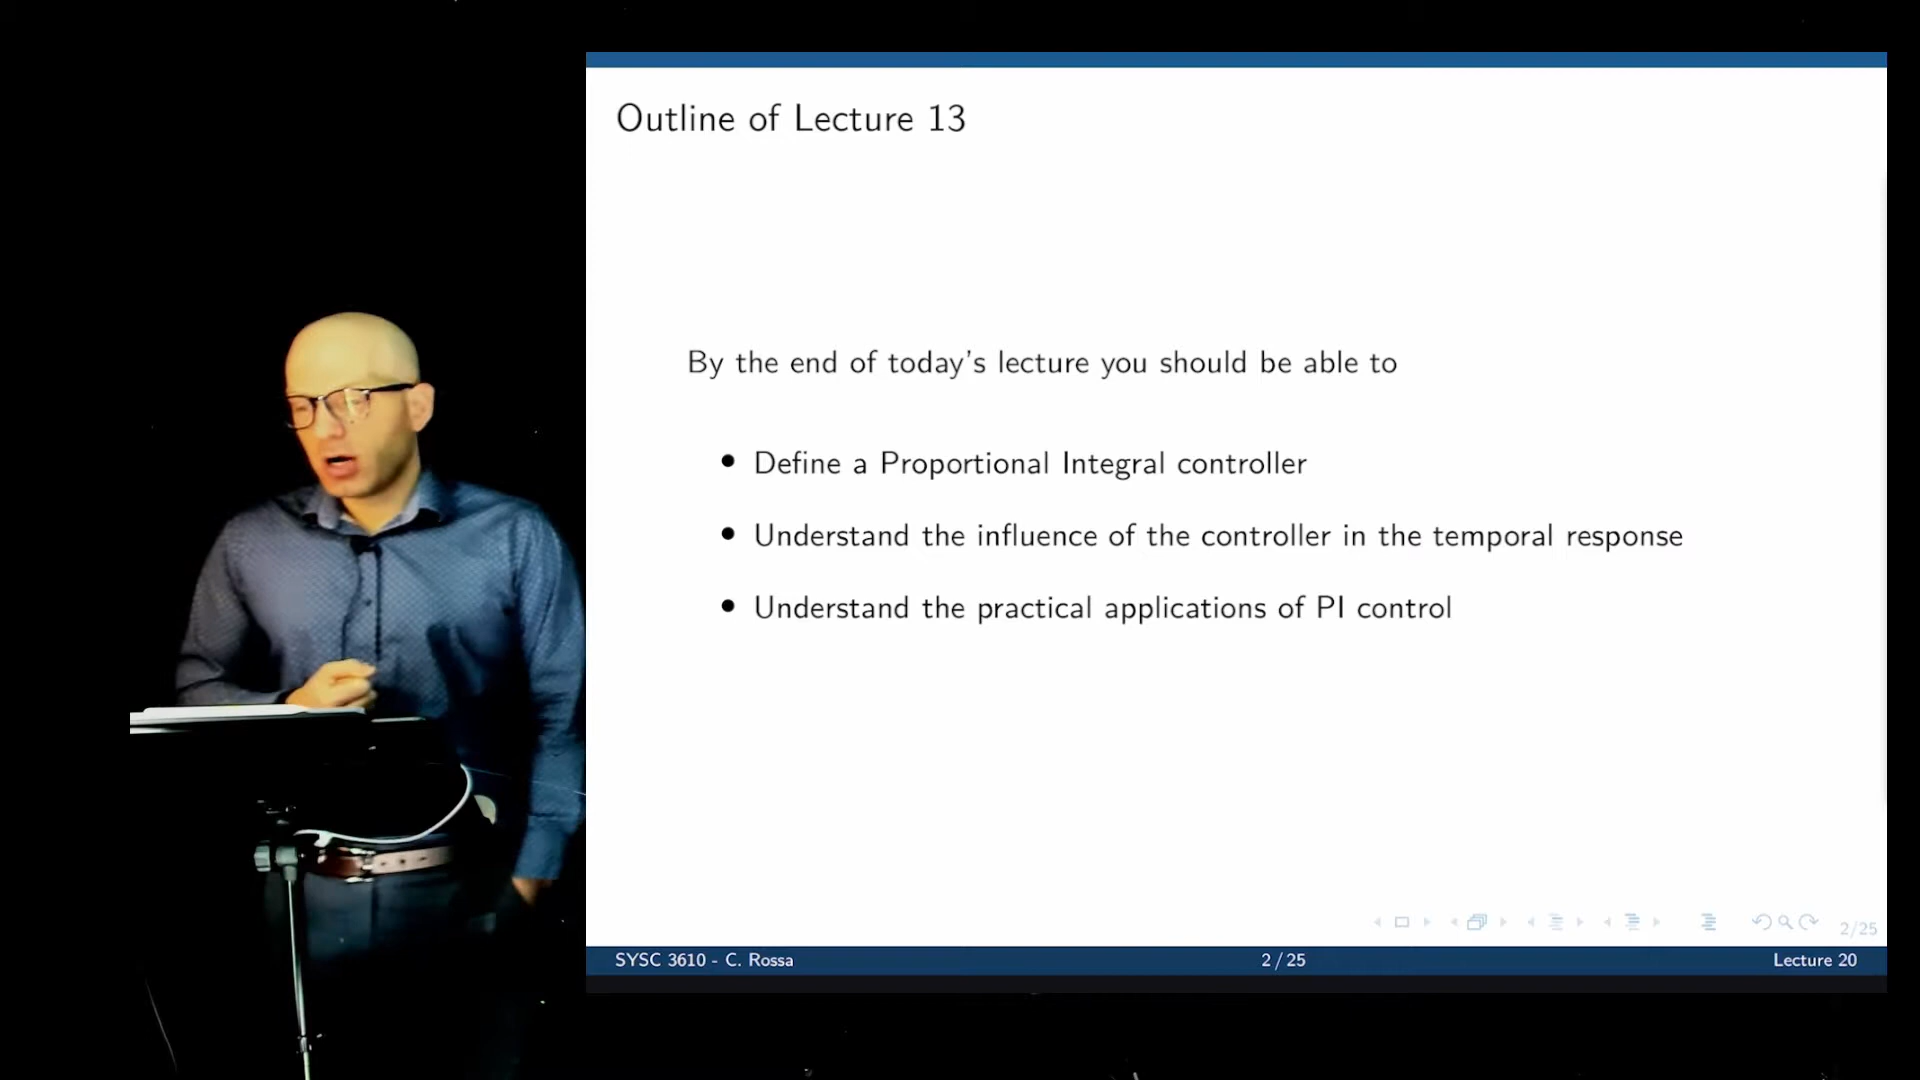 Outline of Lecture 13
By the end of today's lecture you should be able to
• Define a Proportional Integral controller
• Understand the influence of the controller in the temporal response
• Understand the practical applications of PI control
2/25
SYSC 3610 - C. Rossa
2 / 25
Lecture 20